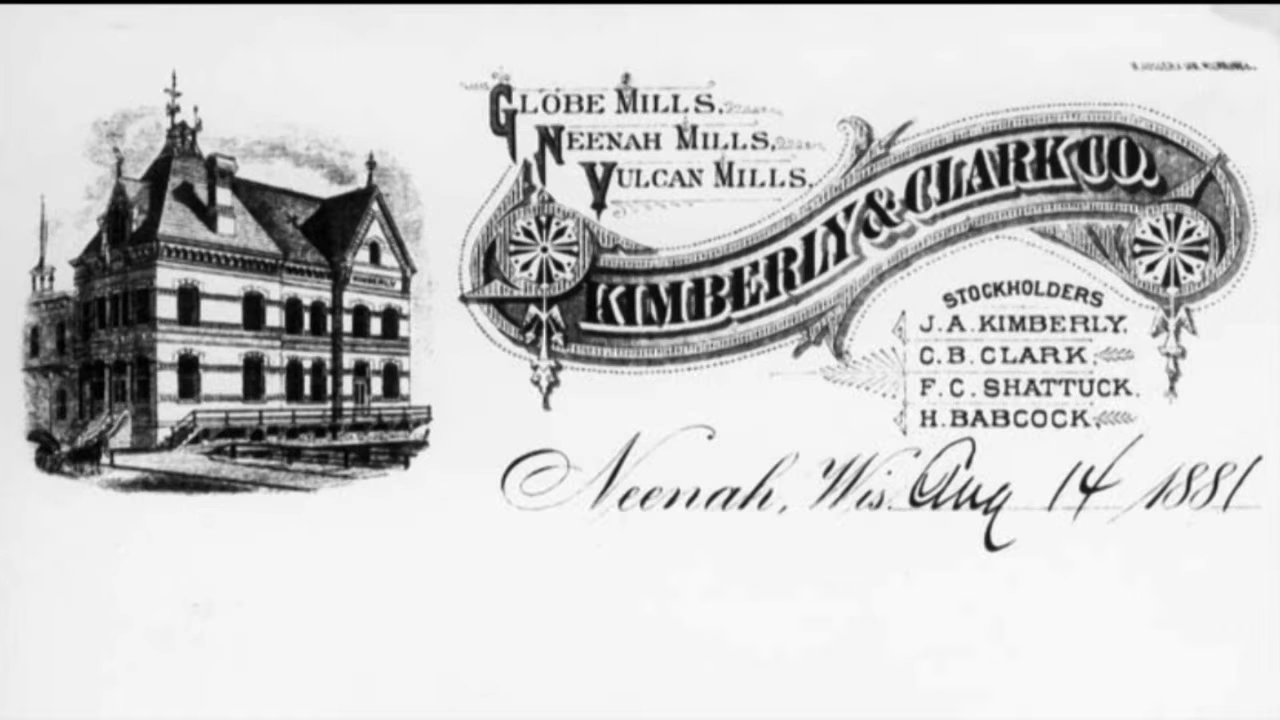 GLOBE MILLS.
NEENAH MILLS,
VULCAN MILLS.
KIMBERLY & CLARK CO.
STOCKHOLDERS
J. A. KIMBERLY.
C. B. CLARK
F. C. SHATTUCK.
H. BABCOCK
Neenah, Wis. Aug 14 1881
KIMBERLY